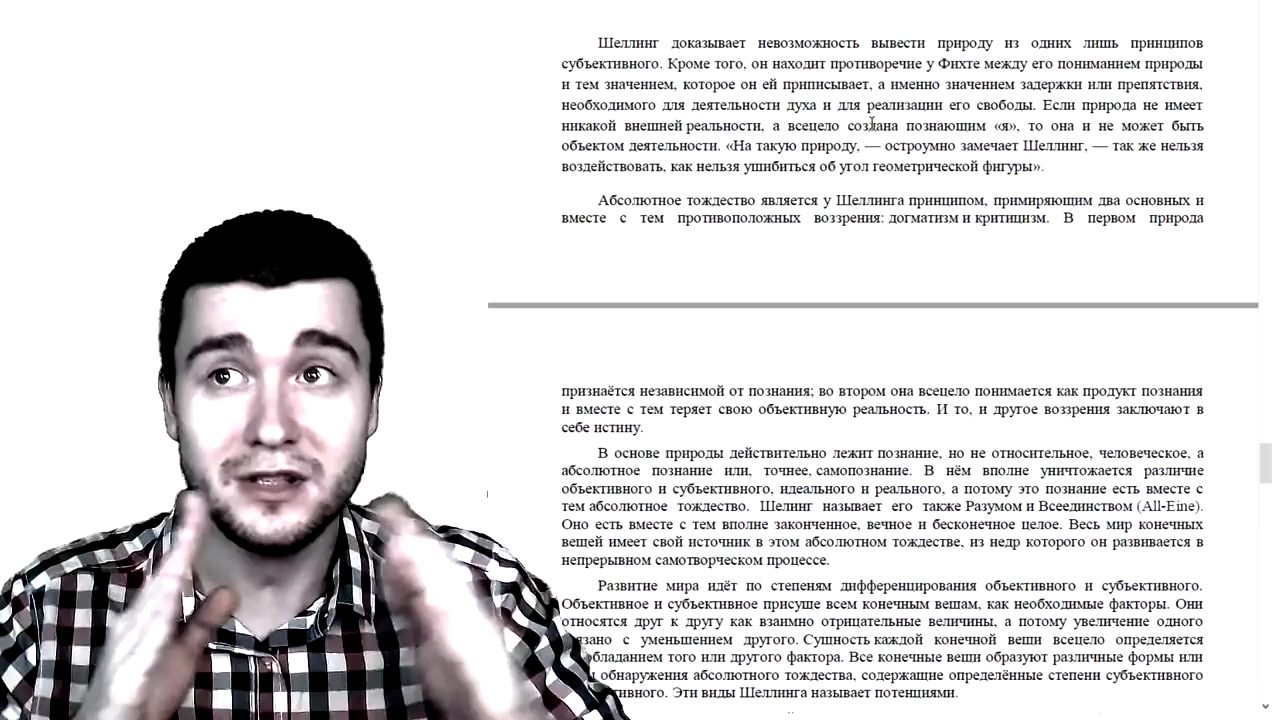 Шеллинг доказывает невозможность вывести природу из одних лишь принципов
субъективного. Кроме того, он находит противоречие у Фихте между его пониманием природы
и тем значением, которое он ей приписывает, а именно значением задержки или препятствия,
необходимого для деятельности духа и для реализации его свободы. Если природа не имеет
никакой внешней реальности, а всецело создана познающим «я», то она и не может быть
объектом деятельности. «На такую природу, — остроумно замечает Шеллинг, — так же нельзя
воздействовать, как нельзя ушибиться об угол геометрической фигуры».
Абсолютное тождество является у Шеллинга принципом, примиряющим два основных и
вместе с тем противоположных воззрения: догматизм и критицизм. В первом природа
признаётся независимой от познания; во втором она всецело понимается как продукт познания
и вместе с тем теряет свою объективную реальность. И то, и другое воззрения заключают в
себе истину.
В основе природы действительно лежит познание, но не относительное, человеческое, а
абсолютное познание или, точнее, самопознание. В нём вполне уничтожается различие
объективного и субъективного, идеального и реального, а потому это познание есть вместе с
тем абсолютное тождество. Шелинг называет его также Разумом и Всеединством (All-Eine).
Оно есть вместе с тем вполне законченное, вечное и бесконечное целое. Весь мир конечных
вещей имеет свой источник в этом абсолютном тождестве, из недр которого он развивается в
непрерывном самотворческом процессе.
Развитие мира идёт по степеням дифференцирования объективного и субъективного.
Объективное и субъективное присуще всем конечным вещам, как необходимые факторы. Они
относятся друг к другу как взаимно отрицательные величины, а потому увеличение одного
с уменьшением другого. Сущность каждой конечной вещи всецело определяется
того или другого фактора. Все конечные вещи образуют различные формы или
обнаружения абсолютного тождества, содержащие определённые степени субъективного
Эти виды Шеллинга называет потенциями.